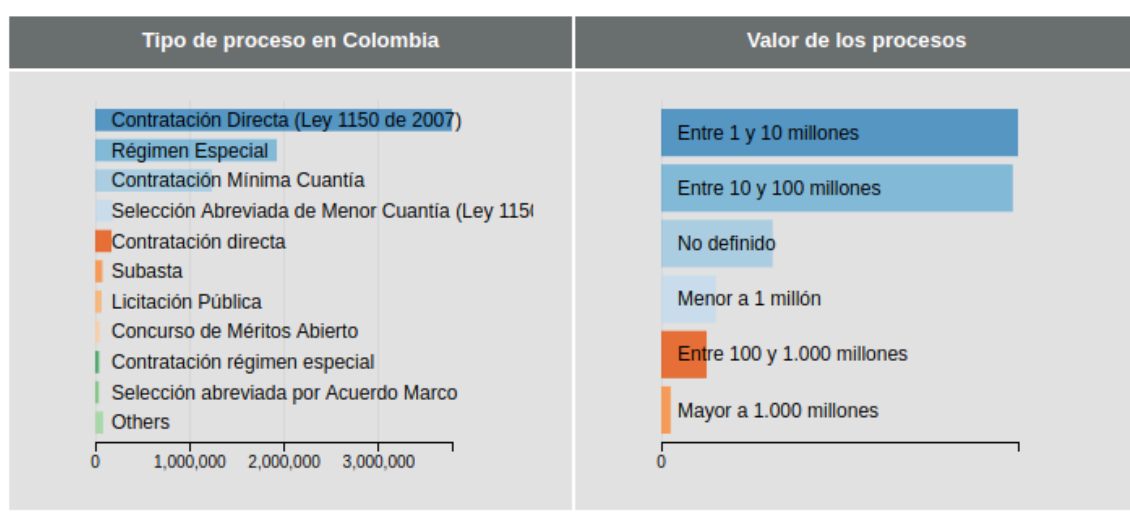 Tipo de proceso en Colombia
Contratación Directa (Ley 1150 de 2007)
Régimen Especial
Contratación Mínima Cuantía
Selección Abreviada de Menor Cuantía (Ley 115
Contratación directa
Subasta
Licitación Pública
Concurso de Méritos Abierto
Contratación régimen especial
Selección abreviada por Acuerdo Marco
Others
0 1,000,000 2,000,000 3,000,000
Valor de los procesos
Entre 1 y 10 millones
Entre 10 y 100 millones
No definido
Menor a 1 millón
Entre 100 y 1.000 millones
Mayor a 1.000 millones
0